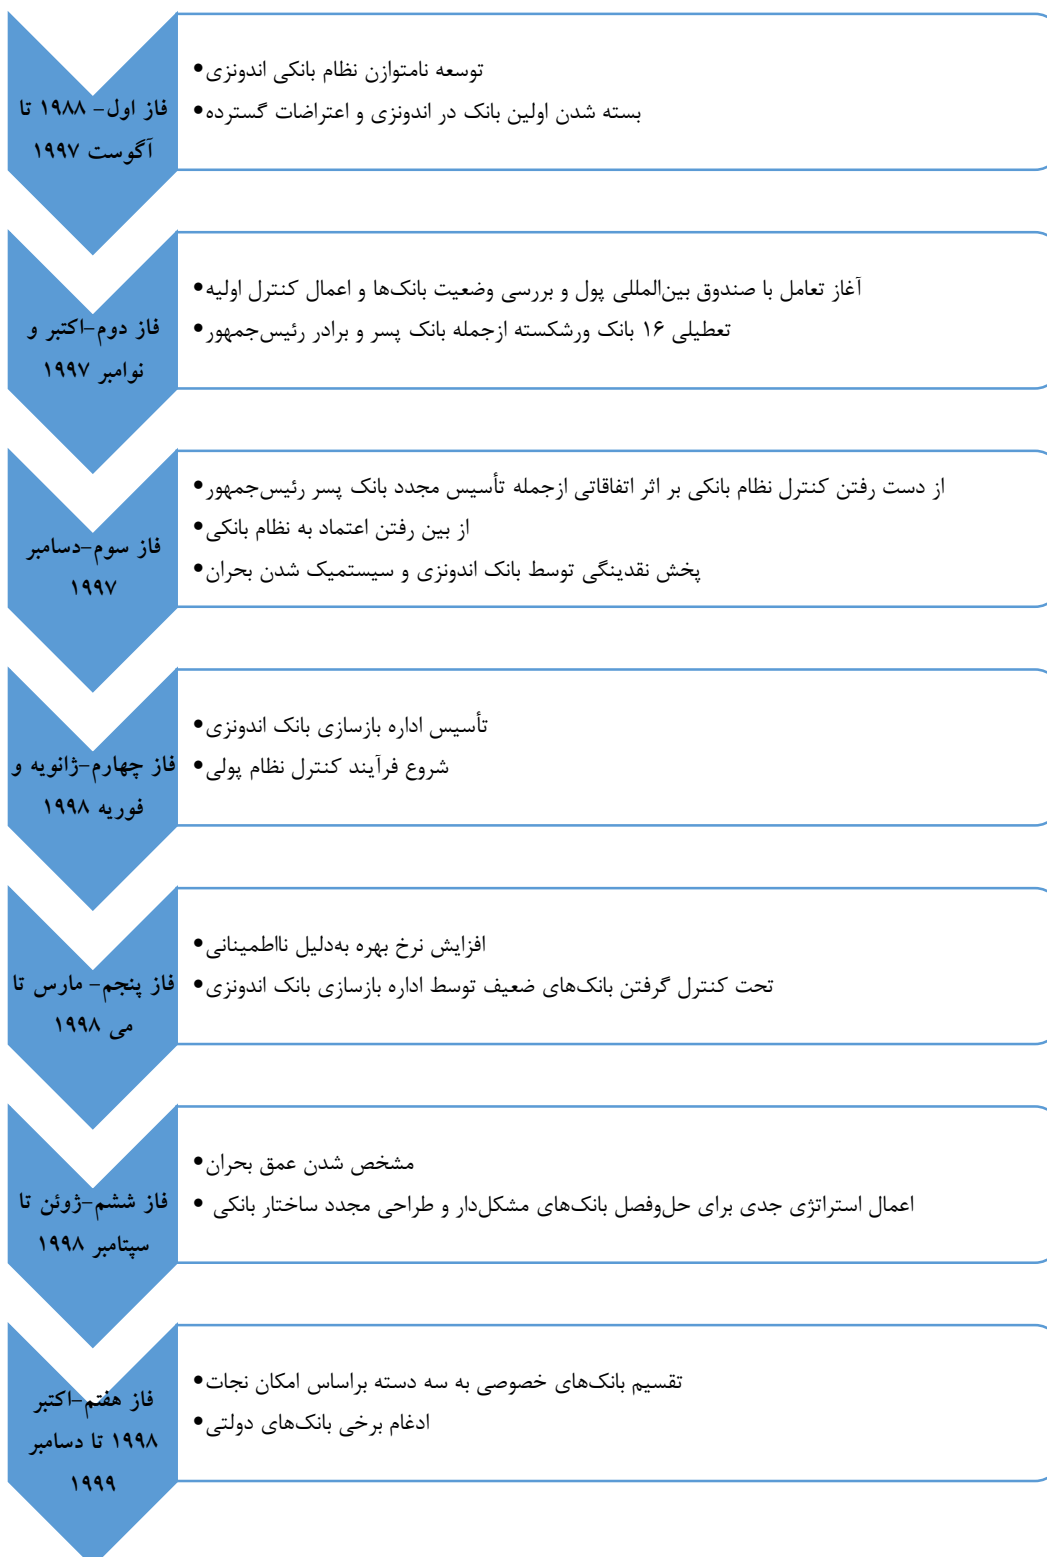 فاز اول- ۱۹۸۸ تا
آگوست ۱۹۹۷
•توسعه نامتوازن نظام بانکی اندونزی
•بسته شدن اولین بانک در اندونزی و اعتراضات گسترده
فاز دوم-اکتبر و
نوامبر ۱۹۹۷
•آغاز تعامل با صندوق بین‌المللی پول و بررسی وضعیت بانک‌ها و اعمال کنترل اولیه
•تعطیلی ۱۶ بانک ورشکسته ازجمله بانک پسر و برادر رئیس‌جمهور
فاز سوم-دسامبر
۱۹۹۷
•از دست رفتن کنترل نظام بانکی بر اثر اتفاقاتی ازجمله تأسیس مجدد بانک پسر رئیس‌جمهور
•از بین رفتن اعتماد به نظام بانکی
•پخش نقدینگی توسط بانک اندونزی و سیستمیک شدن بحران
فاز چهارم-ژانویه و
فوریه ۱۹۹۸
•تأسیس اداره بازسازی بانک اندونزی
•شروع فرآیند کنترل نظام پولی
فاز پنجم- مارس تا
می ۱۹۹۸
•افزایش نرخ بهره به‌دلیل نااطمینانی
•تحت کنترل گرفتن بانک‌های ضعیف توسط اداره بازسازی بانک اندونزی
فاز ششم-ژوئن تا
سپتامبر ۱۹۹۸
•مشخص شدن عمق بحران
• اعمال استراتژی جدی برای حل‌وفصل بانک‌های مشکل‌دار و طراحی مجدد ساختار بانکی
فاز هفتم-اکتبر
۱۹۹۸ تا دسامبر
۱۹۹۹
•تقسیم بانک‌های خصوصی به سه دسته براساس امکان نجات
•ادغام برخی بانک‌های دولتی